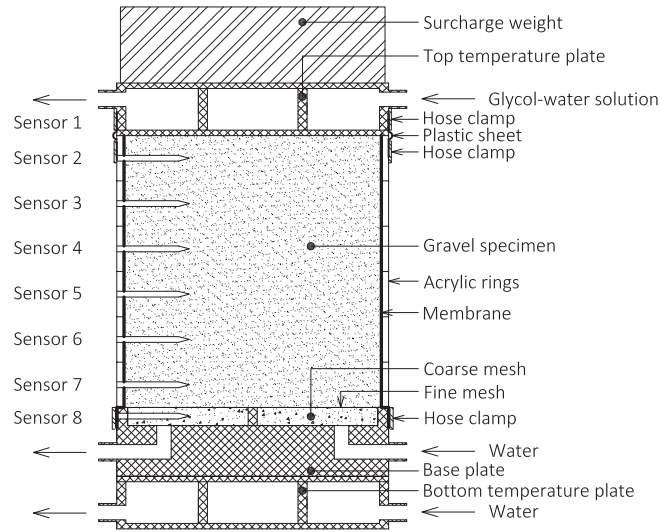 Surcharge weight
Top temperature plate
Glycol-water solution
Sensor 1
Hose clamp
Plastic sheet
Hose clamp
Sensor 2
Sensor 3
Sensor 4
Gravel specimen
Acrylic rings
Sensor 5
Membrane
Sensor 6
Coarse mesh
Sensor 7
Fine mesh
Sensor 8
Hose clamp
Water
Base plate
Bottom temperature plate
Water